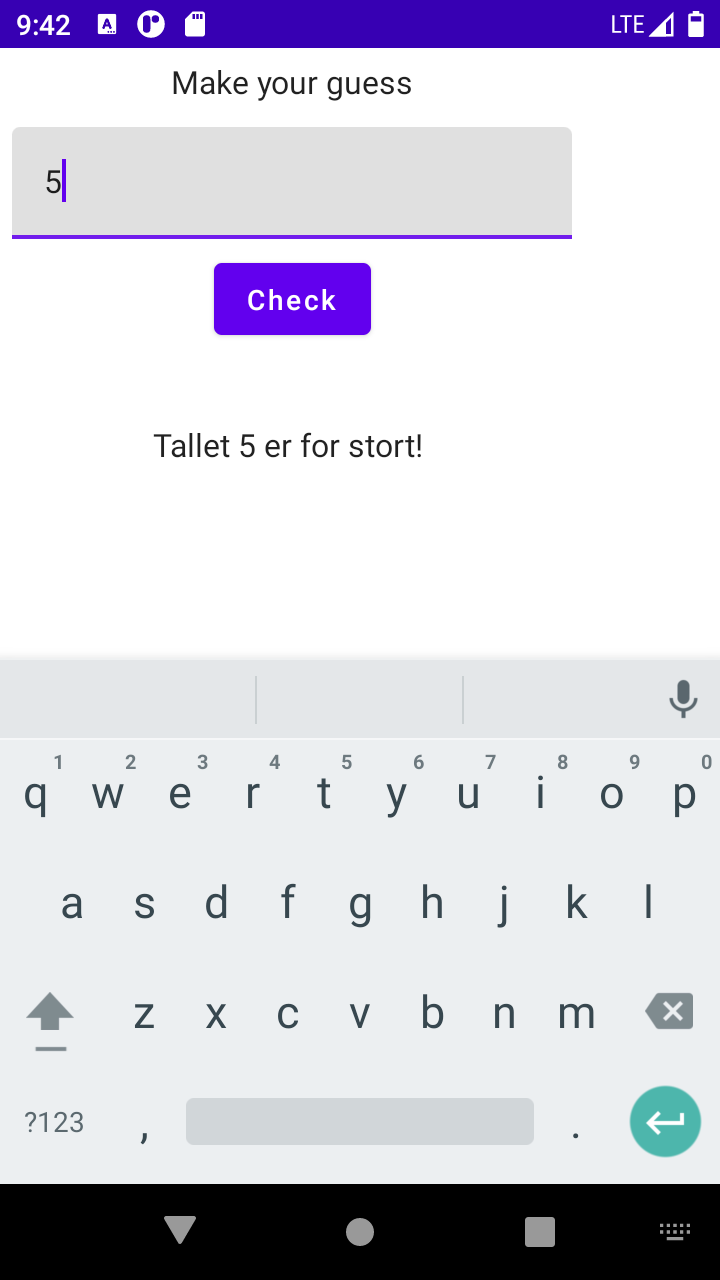 9:42 A LTE
Make your guess
5
Check
Tallet 5 er for stort!
1 2 3 4 5 6 7 8 9 0
q w e r t y u i o p
a s d f g h j k l
z x c v b n m
?123 , .